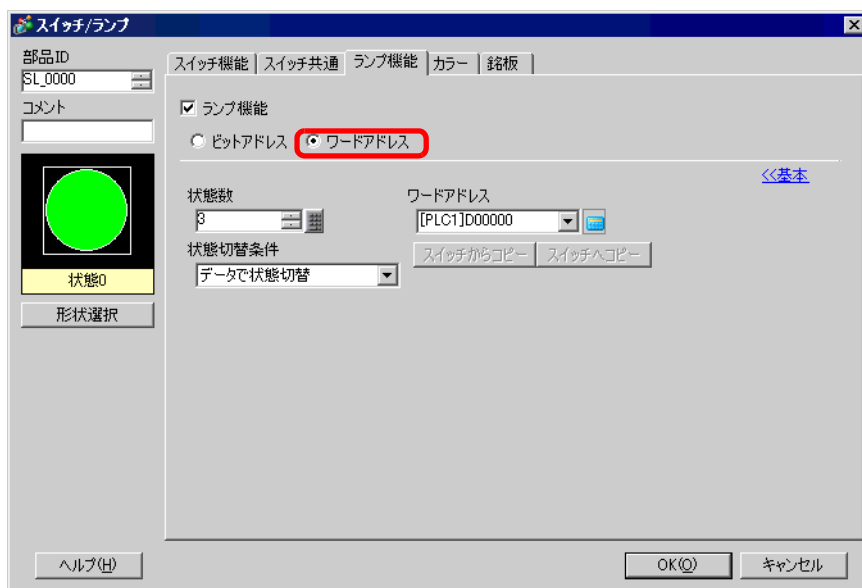 スイッチ/ランプ
部品ID
SL_0000
コメント
状態0
形状選択
スイッチ機能 スイッチ共通 ランプ機能 カラー 銘板
ランプ機能
ビットアドレス ワードアドレス
<<基本
状態数 ワードアドレス
3 [PLC1]D00000
状態切替条件 スイッチからコピー スイッチへコピー
データで状態切替
ヘルプ(H) OK(O) キャンセル